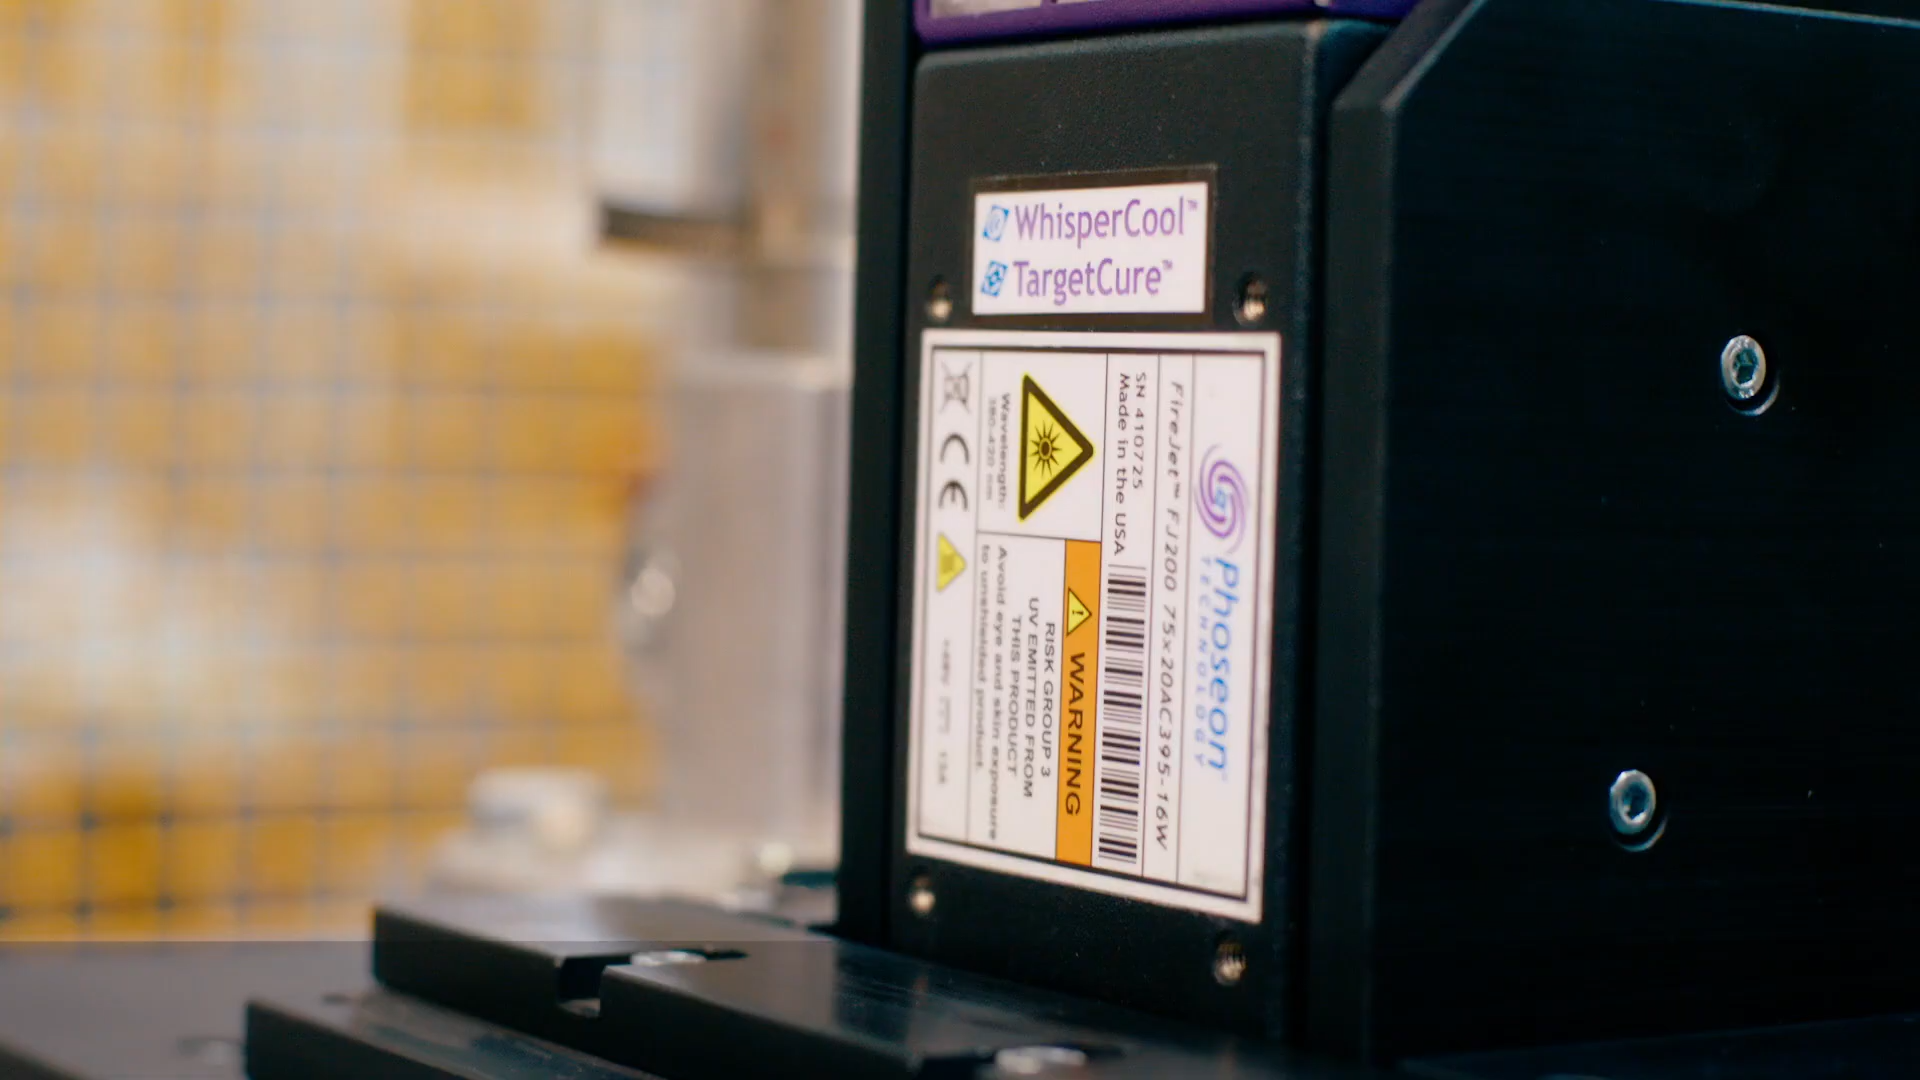 WhisperCool™
TargetCure™
Phoseon
TECHNOLOGY
FireJet™ FJ200 75x20AC395-16W
SN 410725
Made in the USA
WARNING
RISK GROUP 3
UV EMITTED FROM
THIS PRODUCT
Avoid eye and skin exposure
to unshielded product.
Wavelength:
380-420 nm
CE